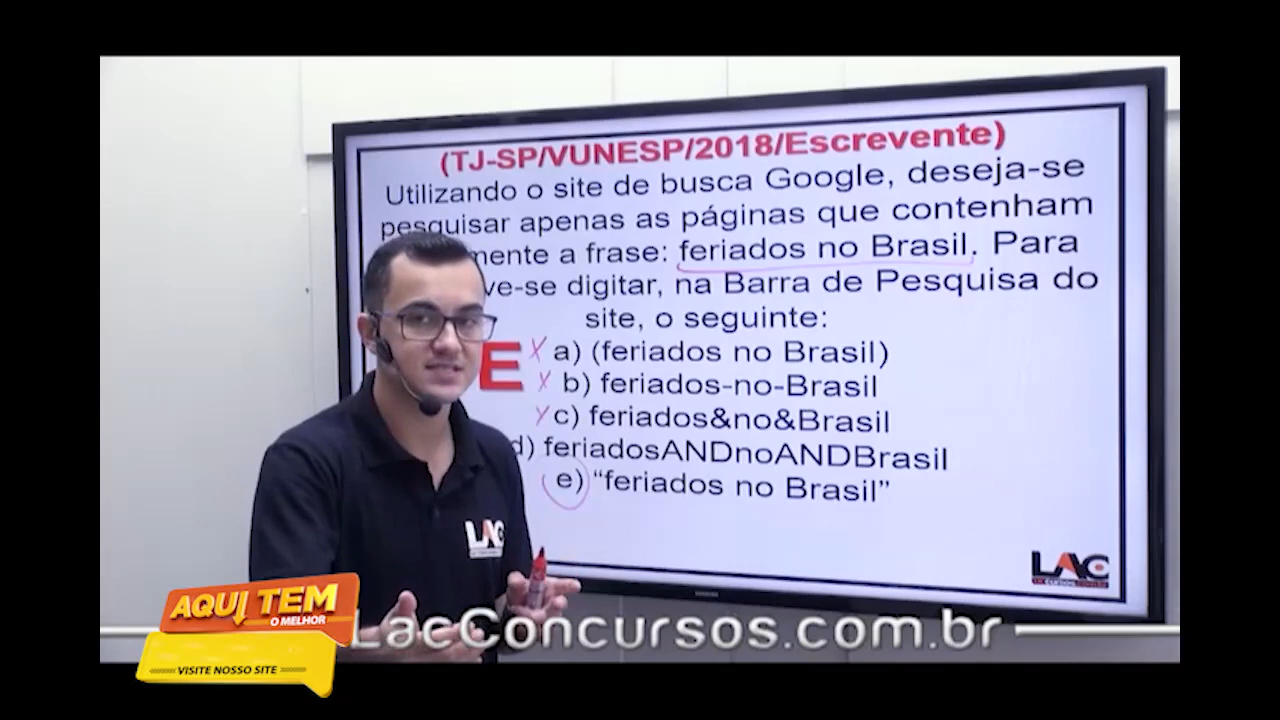 (TJ-SP/VUNESP/2018/Escrevente)
Utilizando o site de busca Google, deseja-se
pesquisar apenas as páginas que contenham
mente a frase: feriados no Brasil. Para
ve-se digitar, na Barra de Pesquisa do
site, o seguinte:
E
a) (feriados no Brasil)
b) feriados-no-Brasil
c) feriados&no&Brasil
d) feriadosANDnoANDBrasil
e) “feriados no Brasil”
LAC
LAC
AQUI TEM
O MELHOR
VISITE NOSSO SITE
LacConcursos.com.br